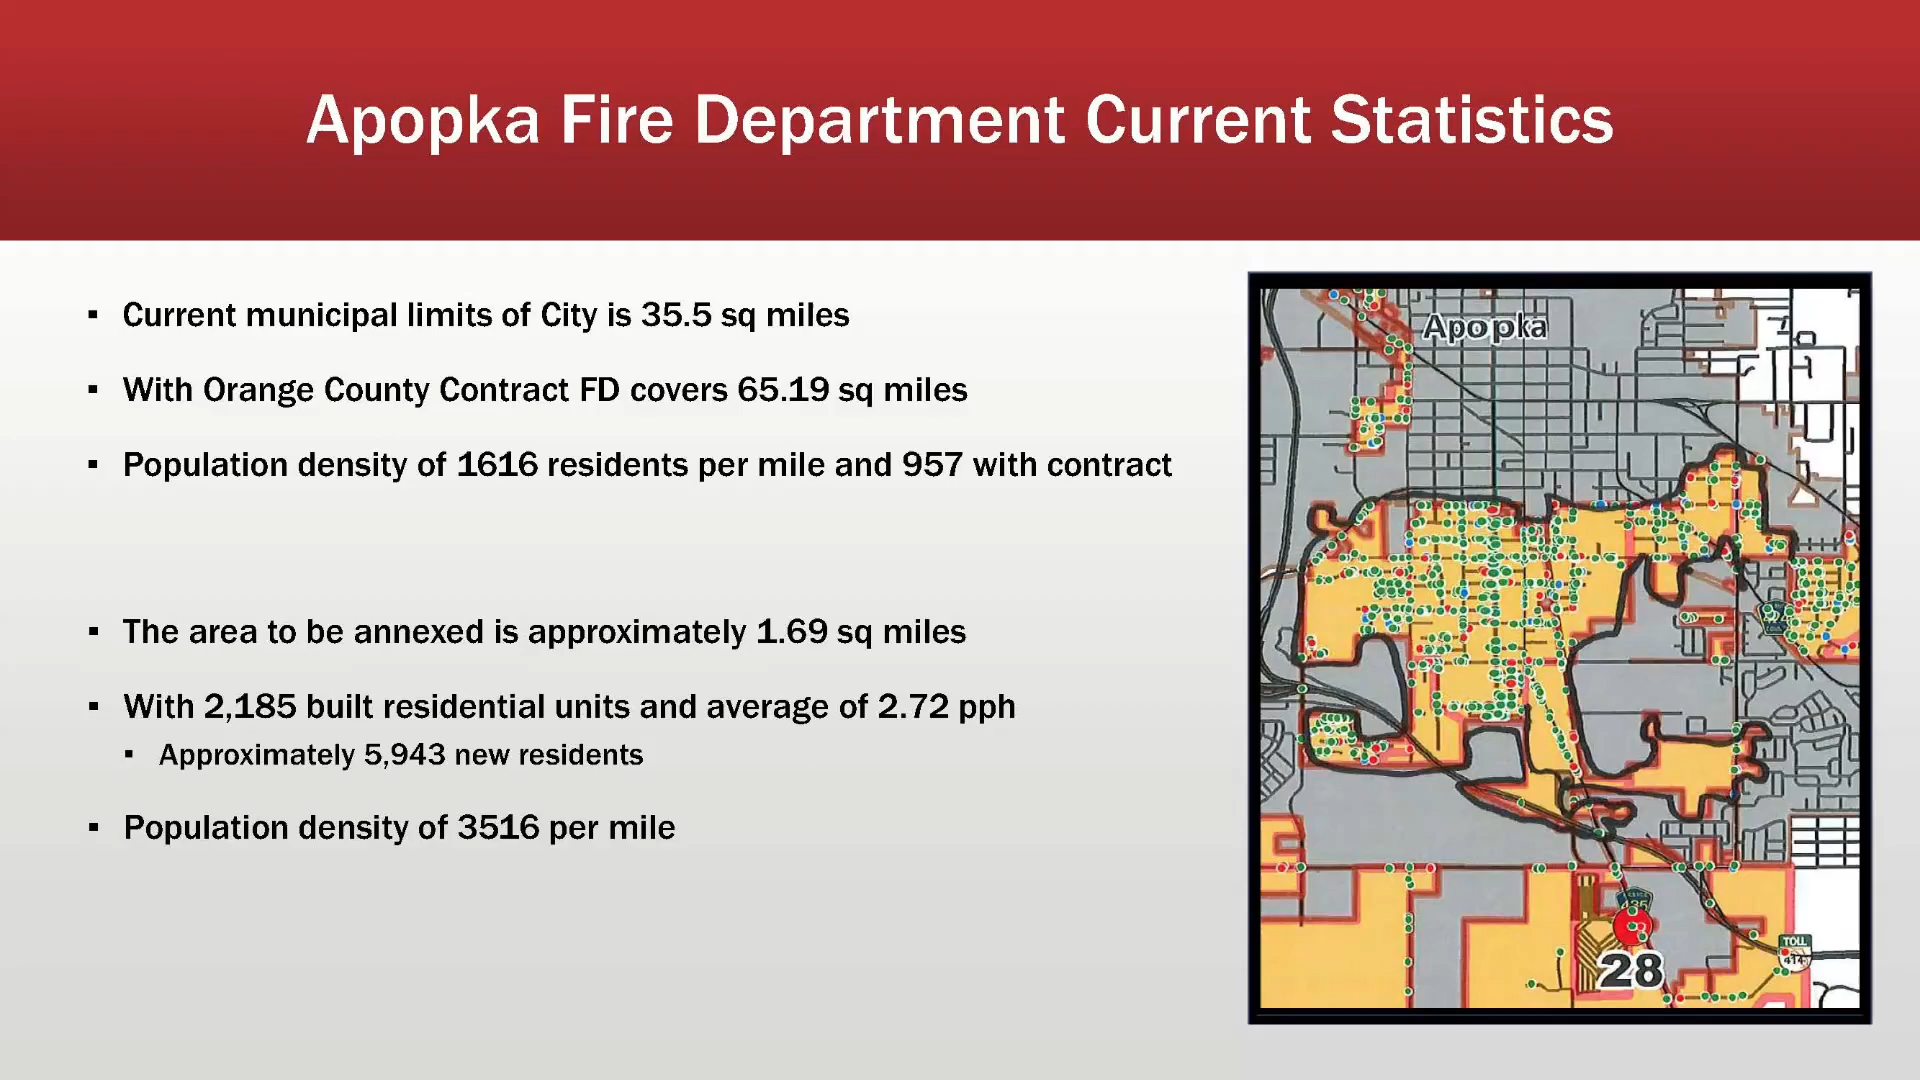 Apopka Fire Department Current Statistics
▪ Current municipal limits of City is 35.5 sq miles
▪ With Orange County Contract FD covers 65.19 sq miles
▪ Population density of 1616 residents per mile and 957 with contract
▪ The area to be annexed is approximately 1.69 sq miles
▪ With 2,185 built residential units and average of 2.72 pph
▪ Approximately 5,943 new residents
▪ Population density of 3516 per mile
Apopka
435
28
TOLL
414